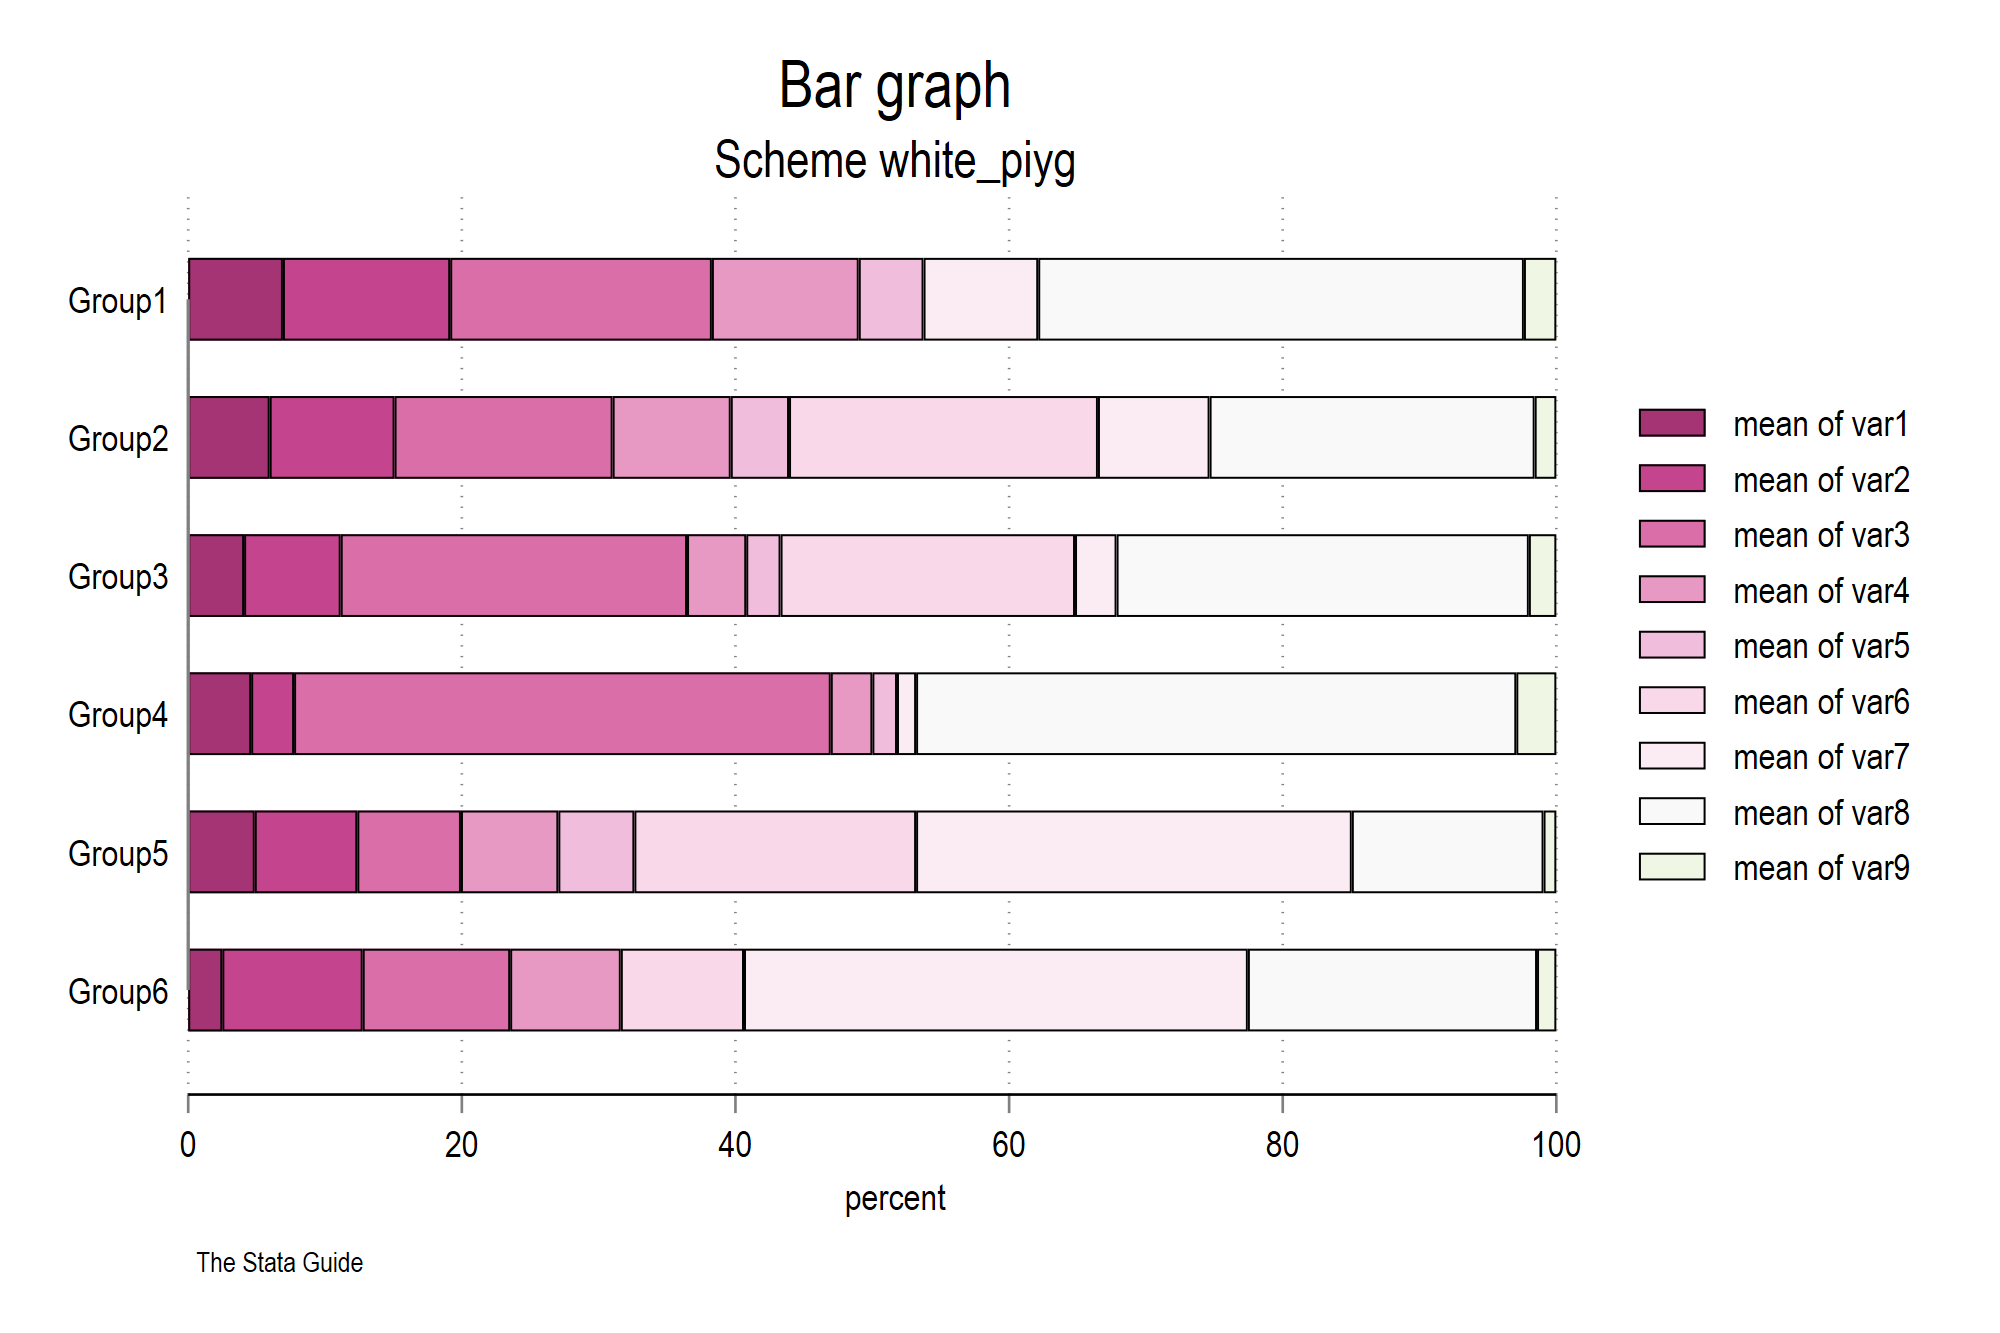 Bar graph
Scheme white_piyg
Group1
Group2
Group3
Group4
Group5
Group6
0 20 40 60 80 100
percent
mean of var1
mean of var2
mean of var3
mean of var4
mean of var5
mean of var6
mean of var7
mean of var8
mean of var9
The Stata Guide